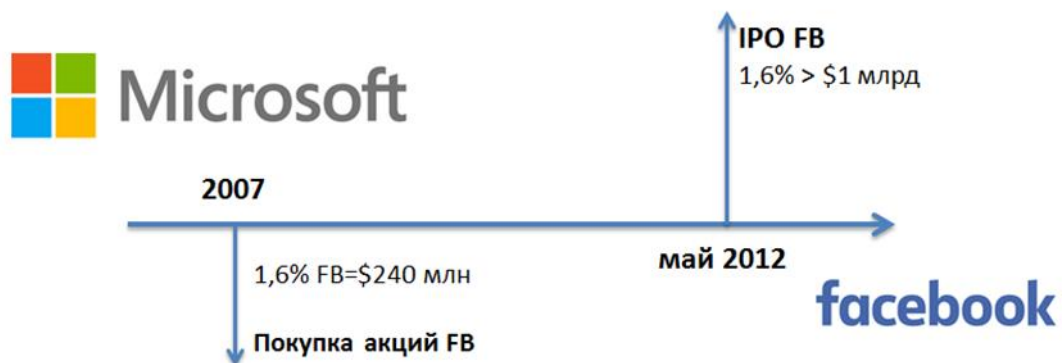 Microsoft
IPO FB
1,6% > $1 млрд
2007
май 2012
1,6% FB=$240 млн
facebook
Покупка акций FB